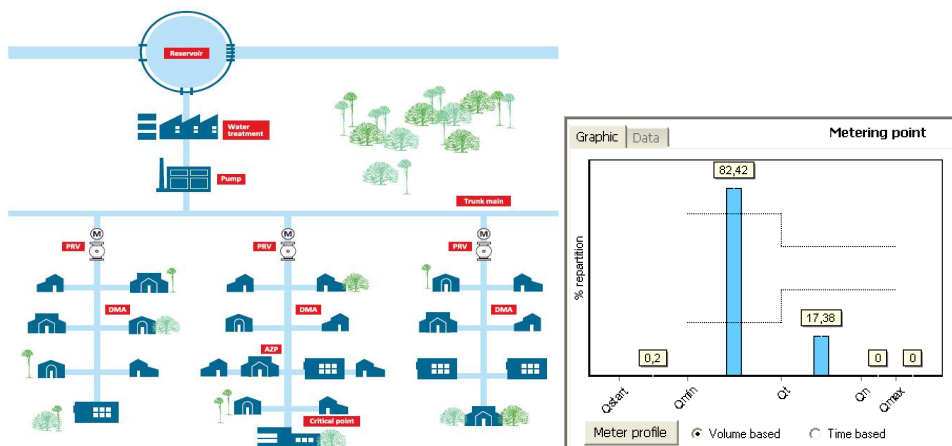 Reservoir
Water
treatment
Pump
Trunk main
M
M
M
PRV
PRV
PRV
DMA
DMA
DMA
AZP
Critical point
Graphic
Data
Metering point
82,42
% repartition
17,38
0,2
0
0
Qstart
Qmin
Qt
Qn
Qmax
Meter profile
Volume based
Time based